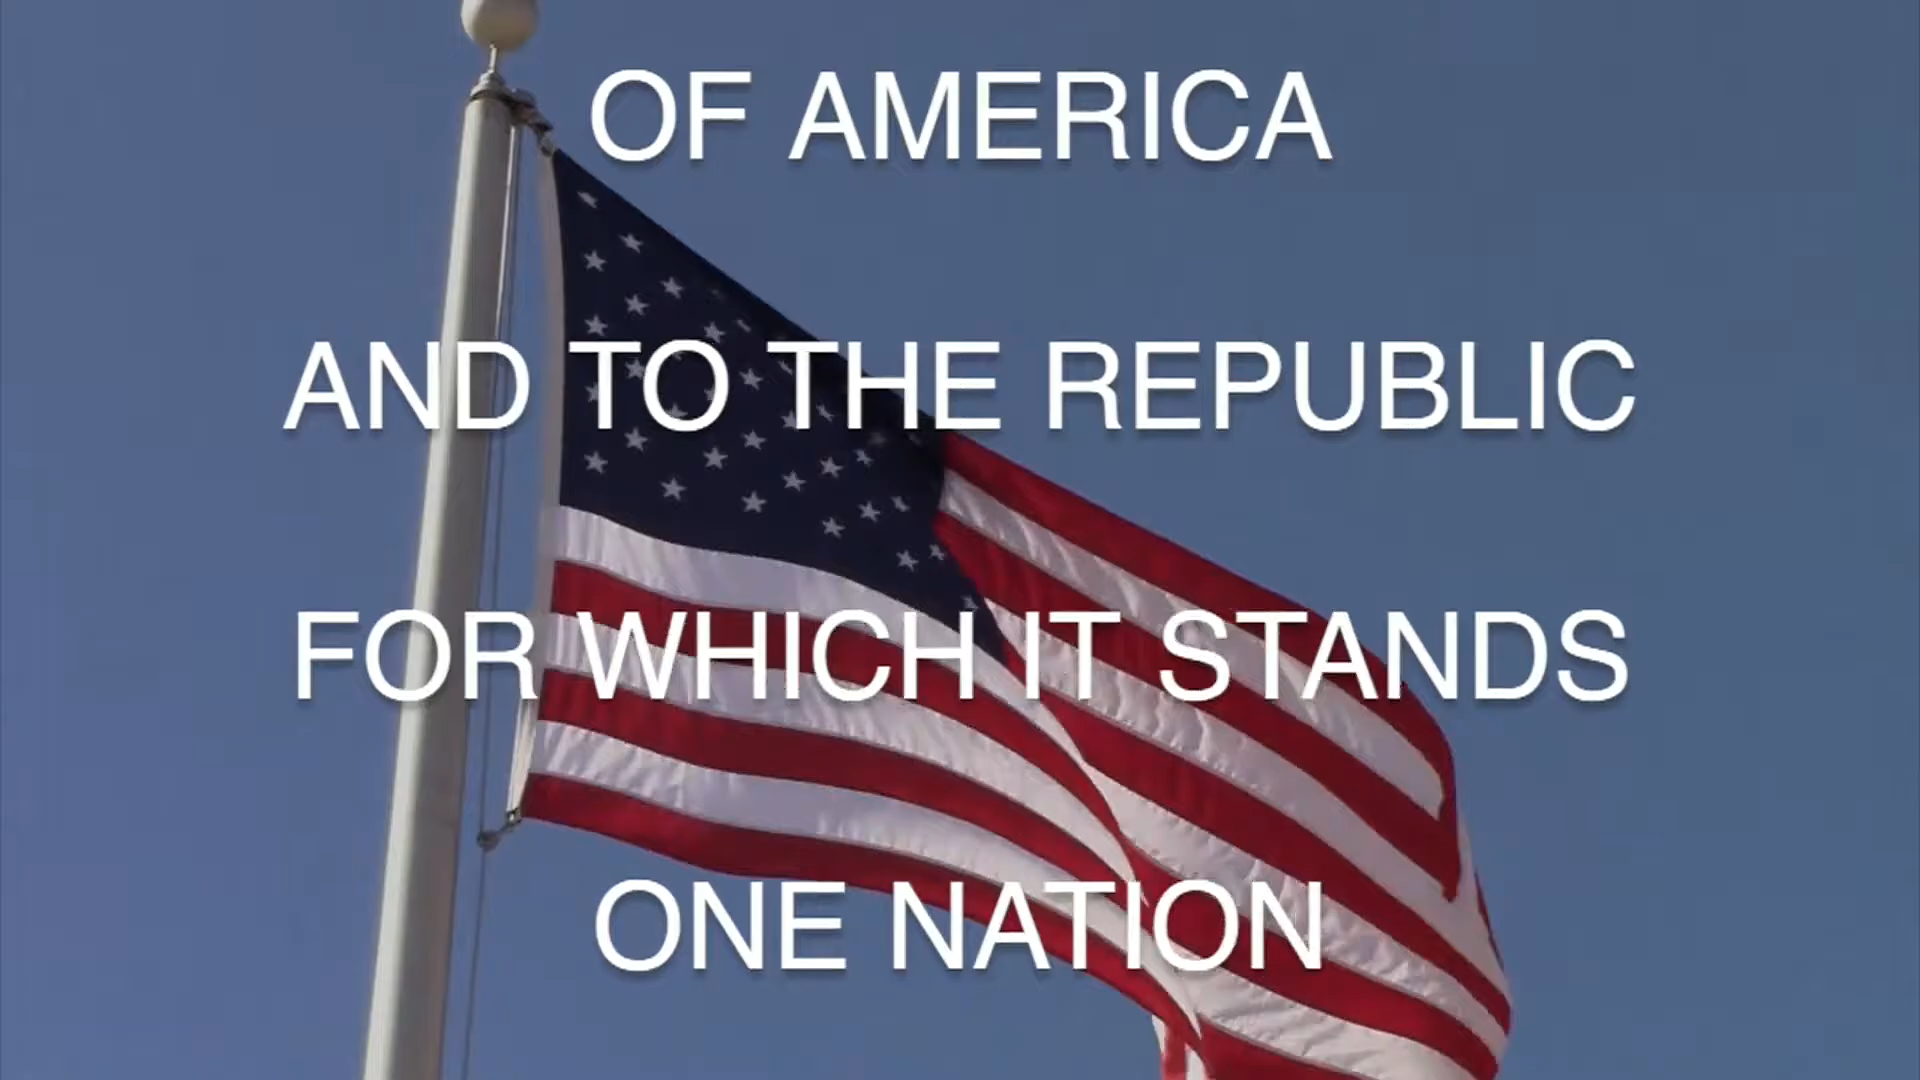 OF AMERICA
AND TO THE REPUBLIC
FOR WHICH IT STANDS
ONE NATION